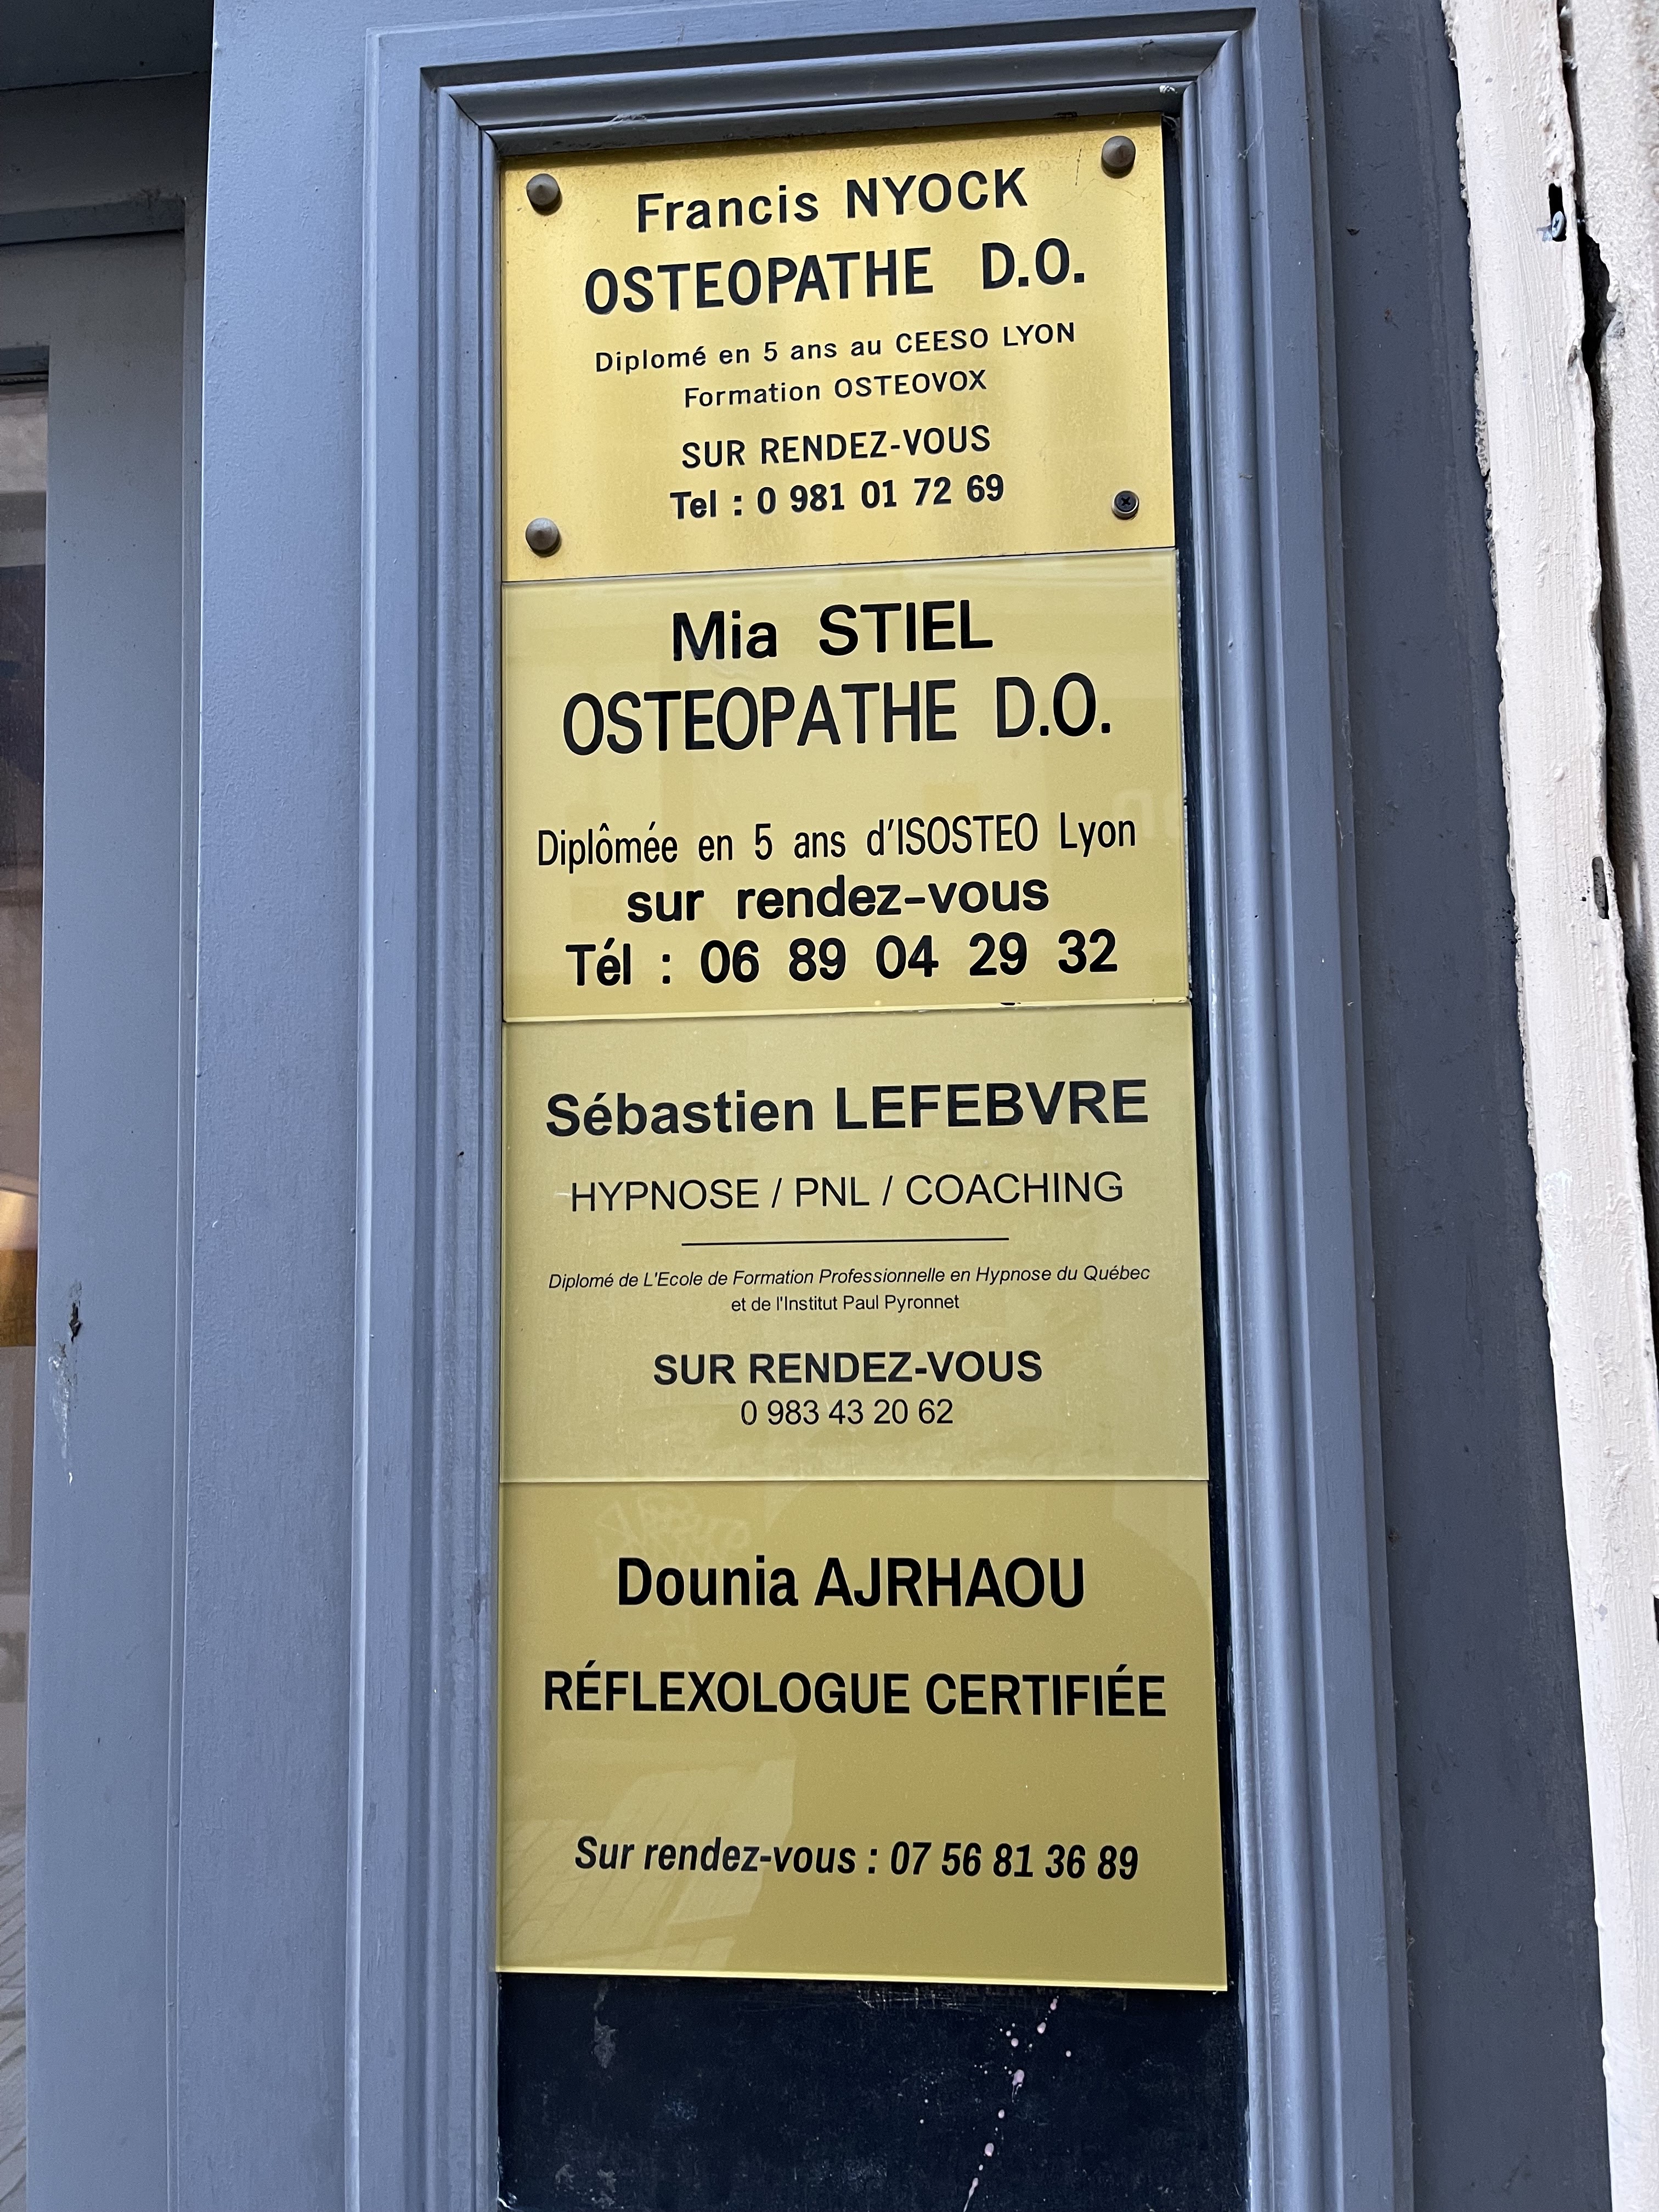 Francis NYOCK
OSTEOPATHE D.O.
Diplomé en 5 ans au CEESO LYON
Formation OSTEOVOX
SUR RENDEZ-VOUS
Tel : 0 981 01 72 69
Mia STIEL
OSTEOPATHE D.O.
Diplômée en 5 ans d'ISOSTEO Lyon
sur rendez-vous
Tél : 06 89 04 29 32
Sébastien LEFEBVRE
HYPNOSE / PNL / COACHING
Diplomé de L'Ecole de Formation Professionnelle en Hypnose du Québec
et de l'Institut Paul Pyronnet
SUR RENDEZ-VOUS
0 983 43 20 62
Dounia AJRHAOU
RÉFLEXOLOGUE CERTIFIÉE
Sur rendez-vous : 07 56 81 36 89